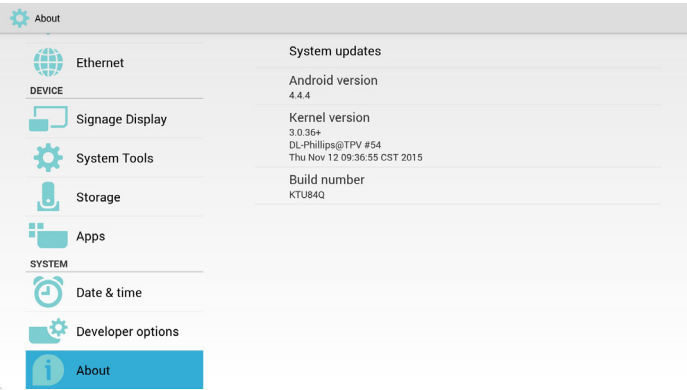 About
Ethernet
DEVICE
Signage Display
System Tools
Storage
Apps
SYSTEM
Date & time
Developer options
About
System updates
Android version
4.4.4
Kernel version
3.0.36+
DL-Phillips@TPV #54
Thu Nov 12 09:36:55 CST 2015
Build number
KTU84Q